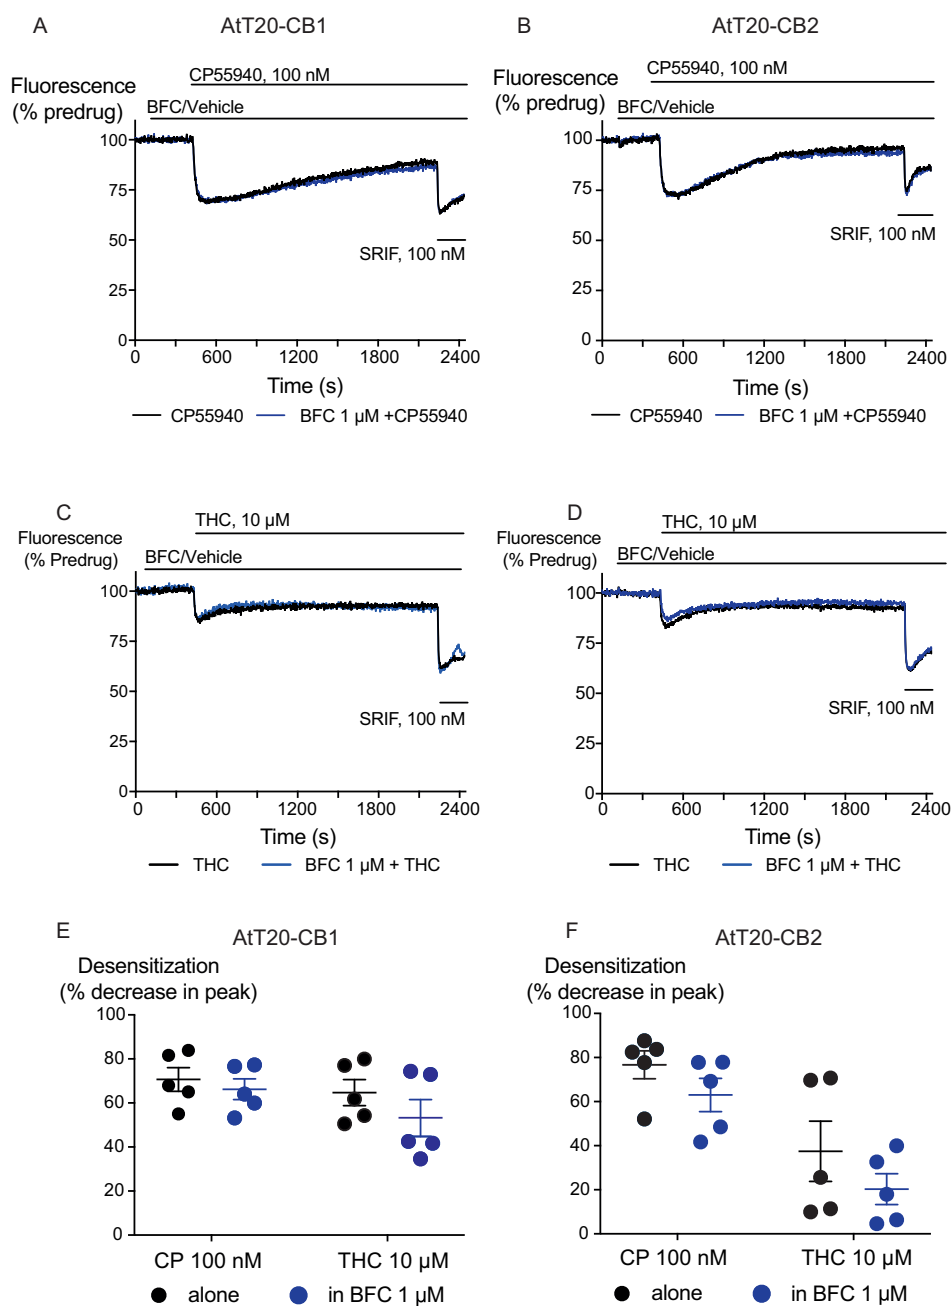 A
AtT20-CB1
CP55940, 100 nM
Fluorescence
(% predrug)
BFC/Vehicle
100
75
50
25
0
SRIF, 100 nM
0 600 1200 1800 2400
Time (s)
CP55940 BFC 1 µM +CP55940
B
AtT20-CB2
CP55940, 100 nM
Fluorescence
(% predrug)
BFC/Vehicle
100
75
50
25
0
SRIF, 100 nM
0 600 1200 1800 2400
Time (s)
CP55940 BFC 1 µM +CP55940
C
THC, 10 µM
Fluorescence
(% Predrug)
BFC/Vehicle
100
75
50
25
0
SRIF, 100 nM
0 600 1200 1800 2400
Time (s)
THC BFC 1 µM + THC
D
THC, 10 µM
Fluorescence
(% Predrug)
BFC/Vehicle
100
75
50
25
0
SRIF, 100 nM
0 600 1200 1800 2400
Time (s)
THC BFC 1 µM + THC
E
AtT20-CB1
Desensitization
(% decrease in peak)
100
80
60
40
20
0
CP 100 nM THC 10 µM
alone in BFC 1 µM
F
AtT20-CB2
Desensitization
(% decrease in peak)
100
80
60
40
20
0
CP 100 nM THC 10 µM
alone in BFC 1 µM